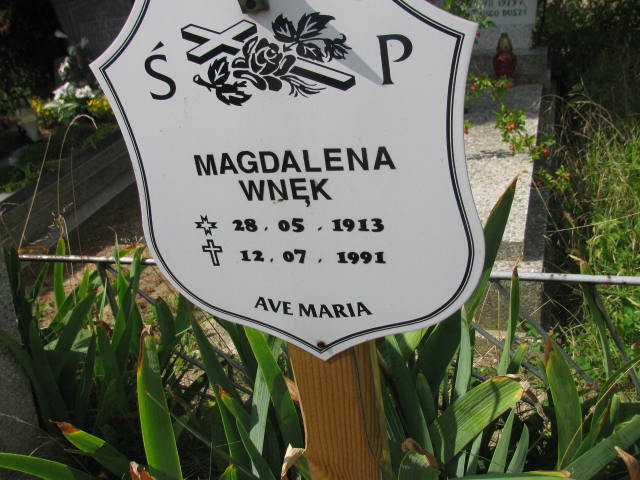 Ś P
MAGDALENA
WNĘK
28.05.1913
12.07.1991
AVE MARIA